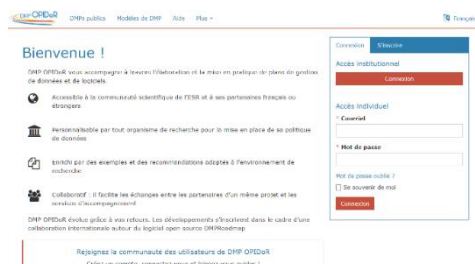 DMP OPIDoR DMPs publics Modèles de DMP Aide Plus Français
Bienvenue !
DMP OPIDoR vous accompagne à travers l'élaboration et la mise en pratique de plans de gestion
de données et de logiciels.
Accessible à la communauté scientifique de l'ESR et à ses partenaires français ou
étrangers
Personnalisable par tout organisme de recherche pour la mise en place de sa politique
de données
Enrichi par des exemples et des recommandations adaptés à l'environnement de
recherche
Collaboratif : il facilite les échanges entre les partenaires d'un même projet et les
services d'accompagnement
DMP OPIDoR évolue grâce à vos retours. Les développements s'inscrivent dans le cadre d'une
collaboration internationale autour du logiciel open source DMPRoadmap
Rejoignez la communauté des utilisateurs de DMP OPIDoR
Connexion S'inscrire
Accès institutionnel
Connexion
Accès individuel
* Courriel
* Mot de passe
Mot de passe oublié ?
Se souvenir de moi
Connexion